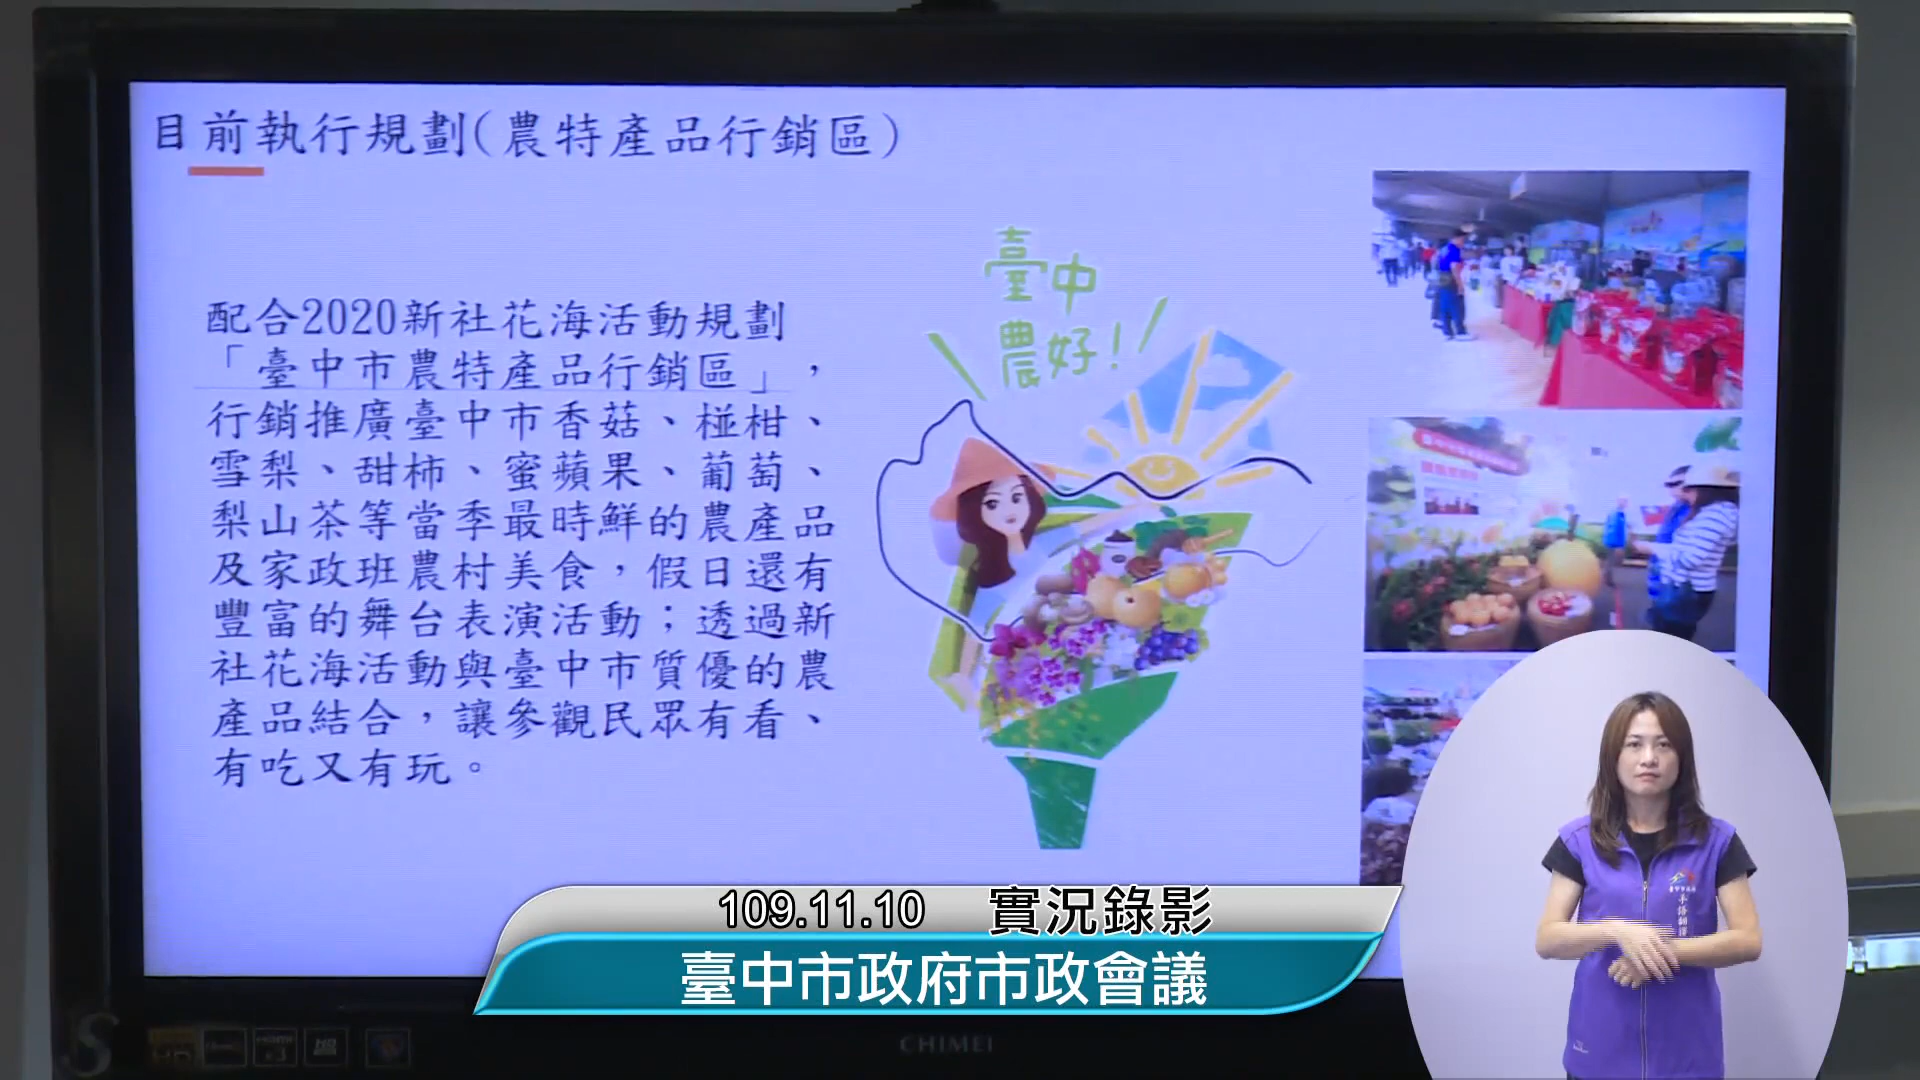 目前執行規劃(農特產品行銷區)
臺中
農好!
配合2020新社花海活動規劃
「臺中市農特產品行銷區」，
行銷推廣臺中市香菇、椪柑、
雪梨、甜柿、蜜蘋果、葡萄、
梨山茶等當季最時鮮的農產品
及家政班農村美食，假日還有
豐富的舞台表演活動；透過新
社花海活動與臺中市質優的農
產品結合，讓參觀民眾有看、
有吃又有玩。
109.11.10 實況錄影
臺中市政府市政會議
CHIMEI